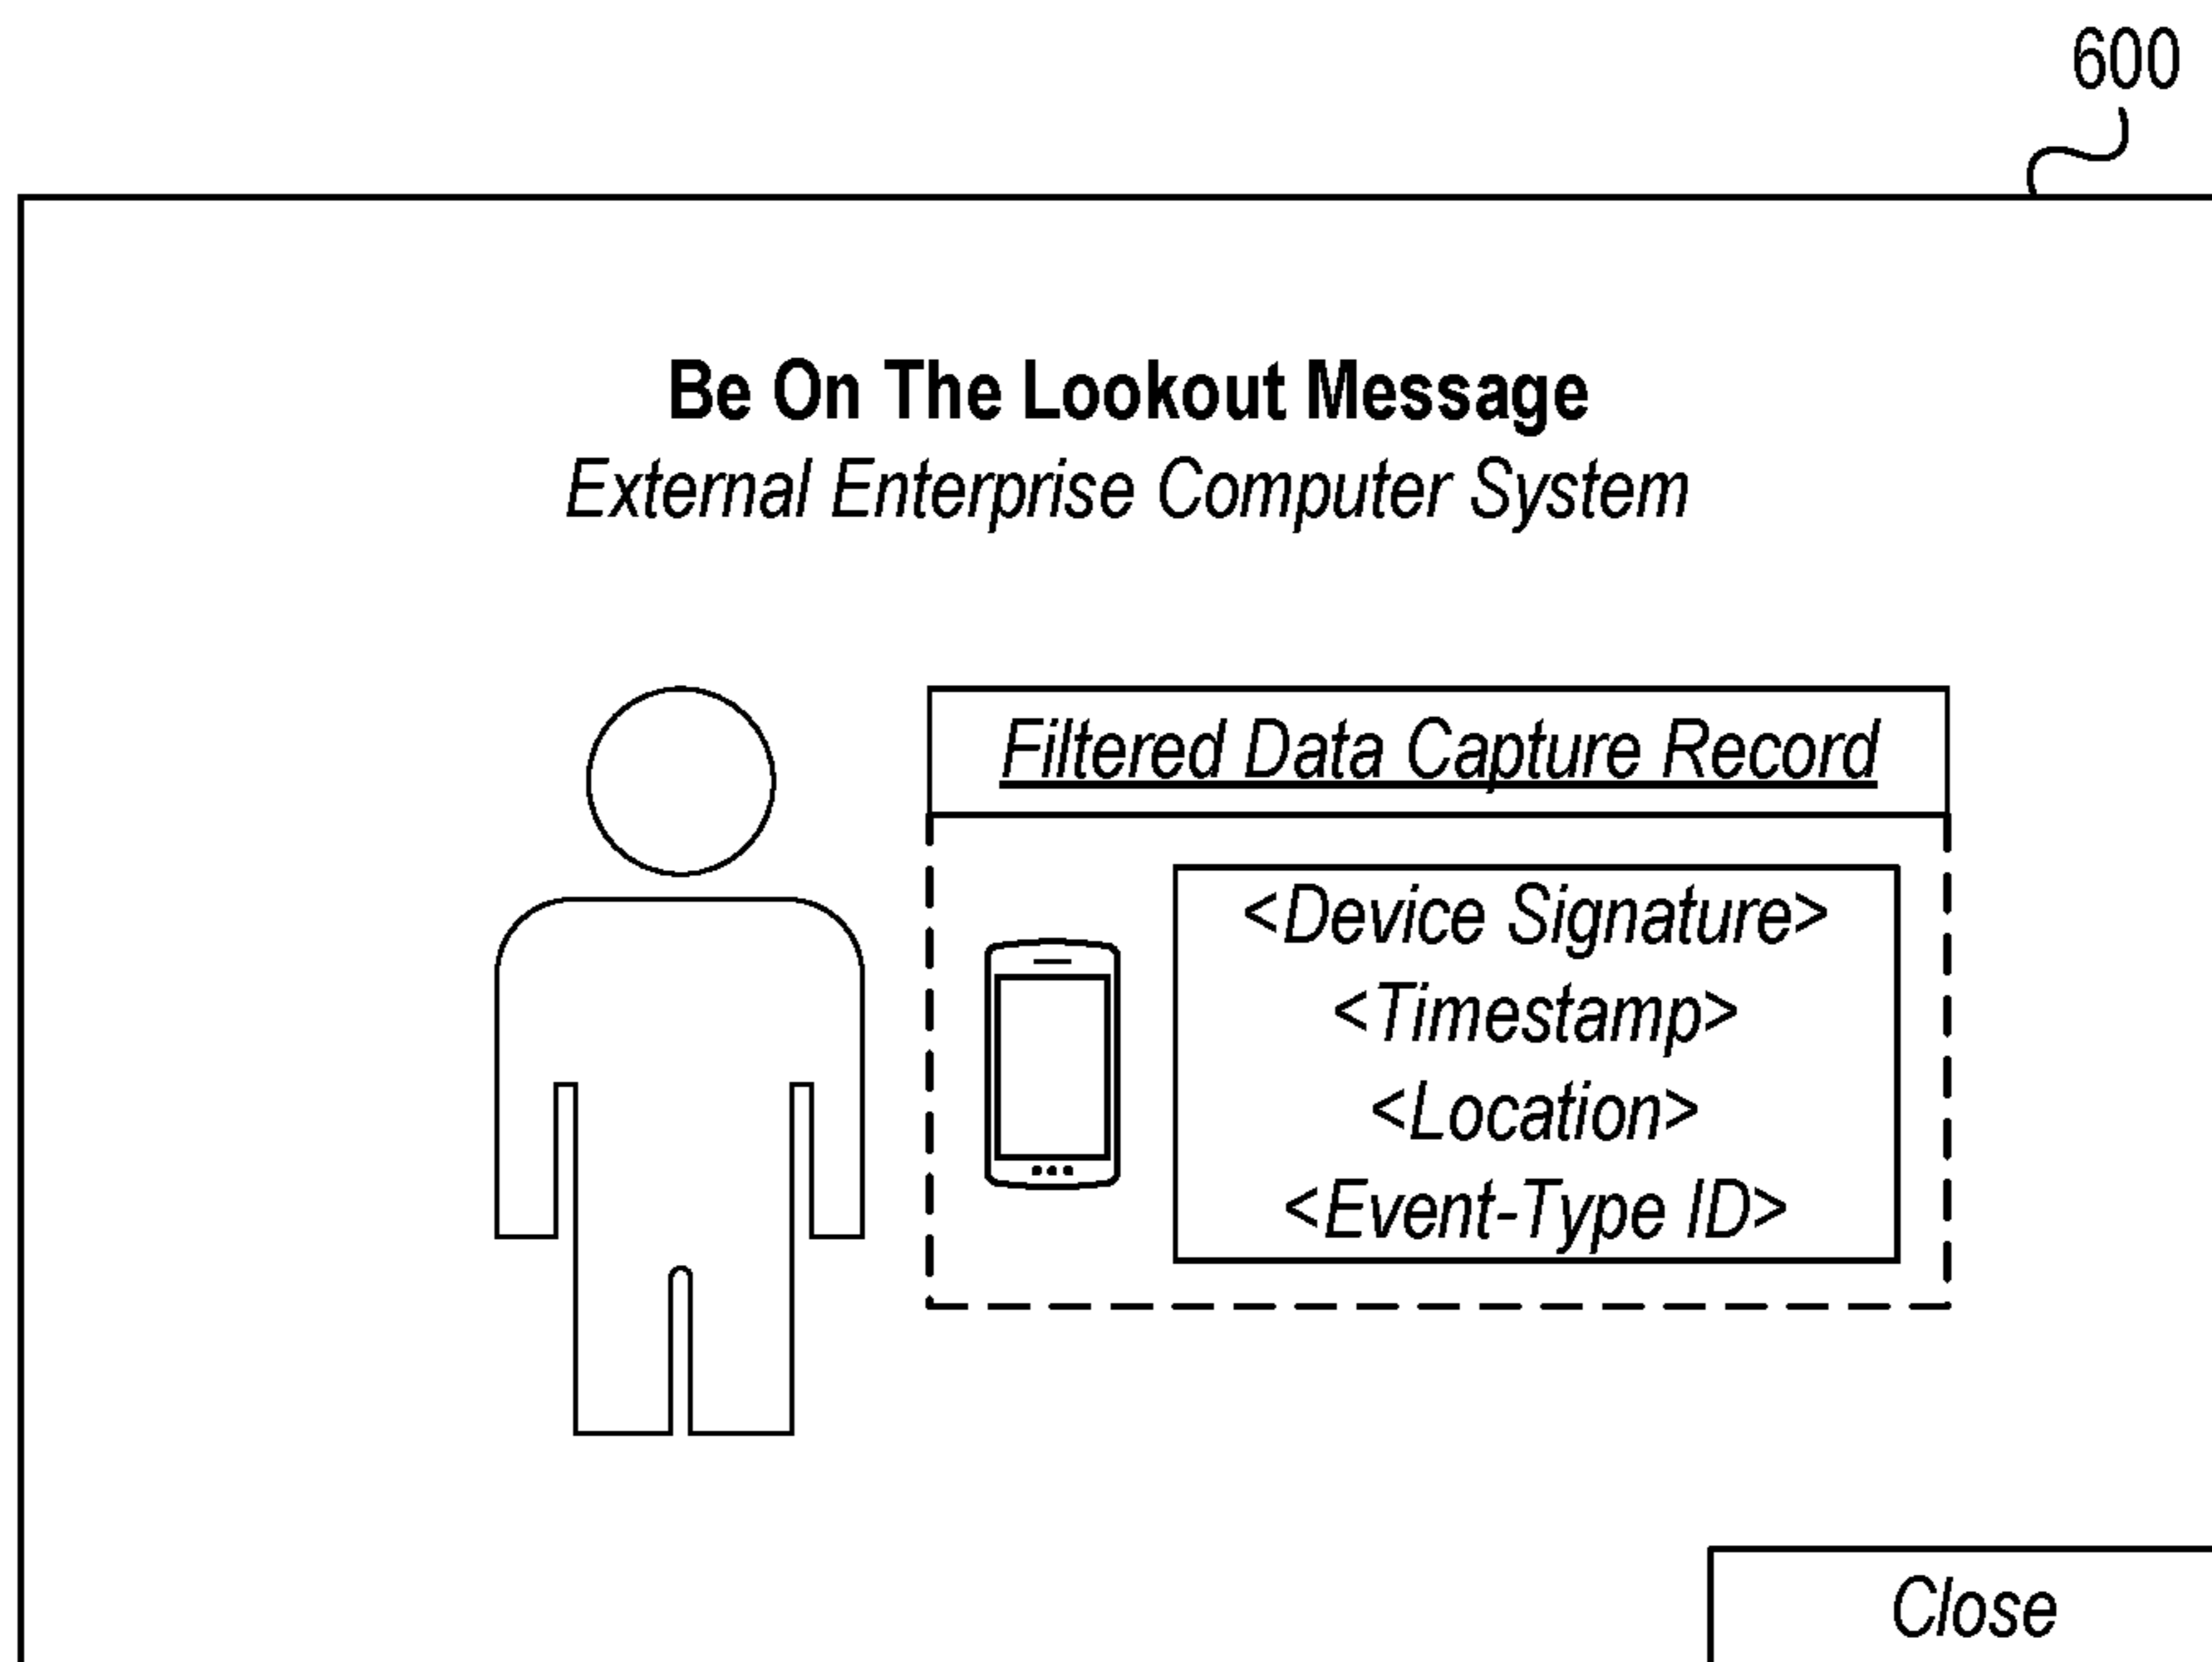 600
Be On The Lookout Message
External Enterprise Computer System
Filtered Data Capture Record
<Device Signature>
<Timestamp>
<Location>
<Event-Type ID>
Close